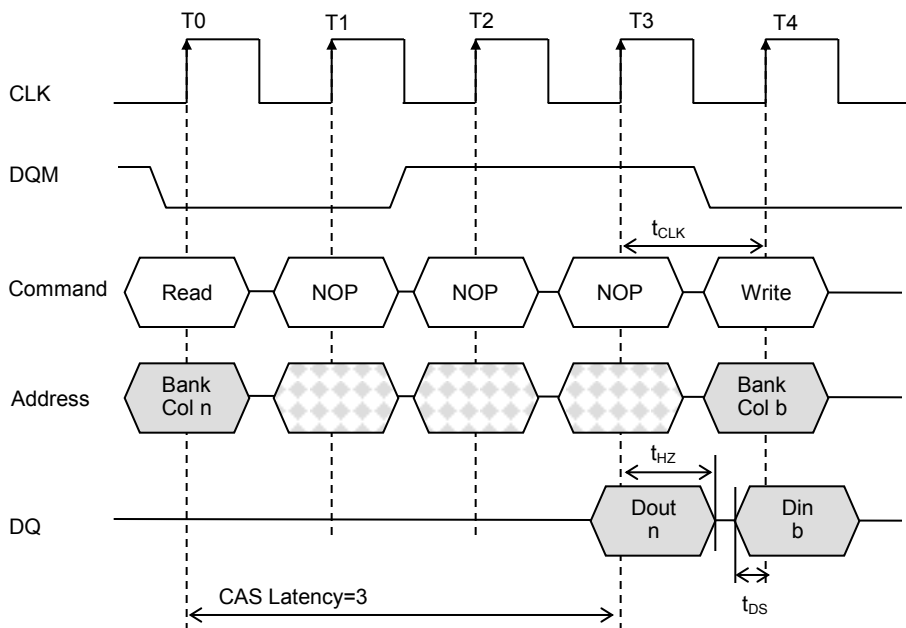 T0 T1 T2 T3 T4
CLK
DQM
tCLK
Command Read NOP NOP NOP Write
Address Bank Col n Bank Col b
tHZ
DQ Dout n Din b
CAS Latency=3
tDS